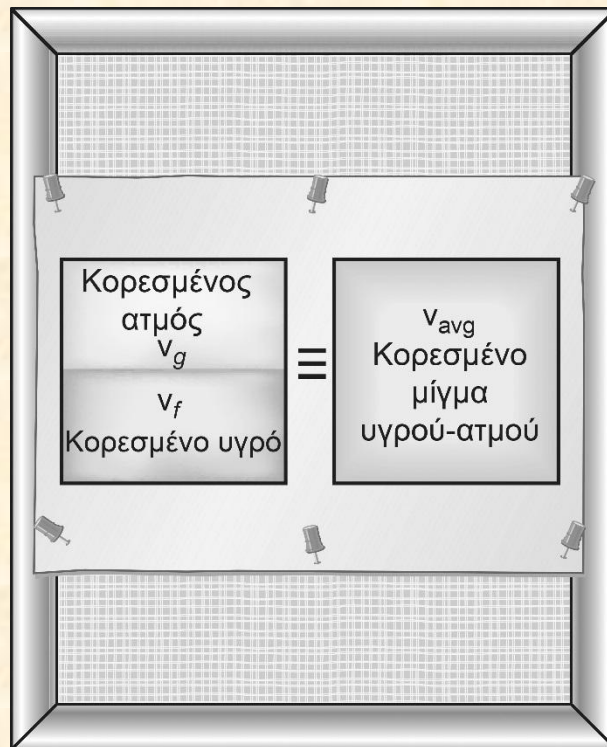 Κορεσμένος
ατμός
v_g
v_f
Κορεσμένο υγρό
≡
v_avg
Κορεσμένο
μίγμα
υγρού-ατμού